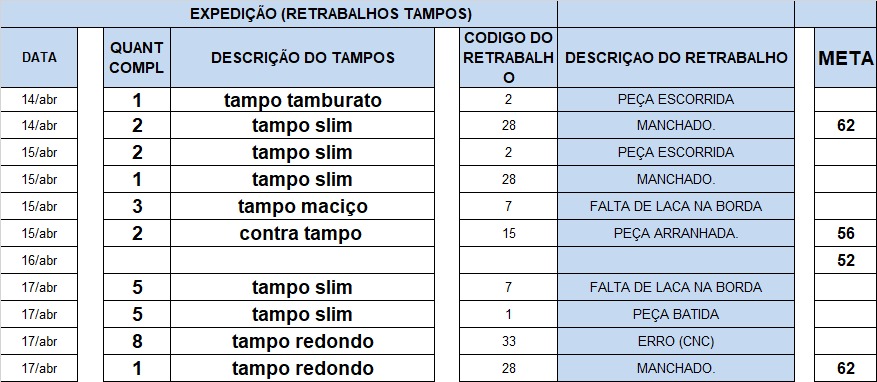 EXPEDIÇÃO (RETRABALHOS TAMPOS)
DATA QUANT COMPL DESCRIÇÃO DO TAMPOS CODIGO DO RETRABALHO DESCRIÇAO DO RETRABALHO META
14/abr 1 tampo tamburato 2 PEÇA ESCORRIDA
14/abr 2 tampo slim 28 MANCHADO. 62
15/abr 2 tampo slim 2 PEÇA ESCORRIDA
15/abr 1 tampo slim 28 MANCHADO.
15/abr 3 tampo maciço 7 FALTA DE LACA NA BORDA
15/abr 2 contra tampo 15 PEÇA ARRANHADA. 56
16/abr 52
17/abr 5 tampo slim 7 FALTA DE LACA NA BORDA
17/abr 5 tampo slim 1 PEÇA BATIDA
17/abr 8 tampo redondo 33 ERRO (CNC)
17/abr 1 tampo redondo 28 MANCHADO. 62